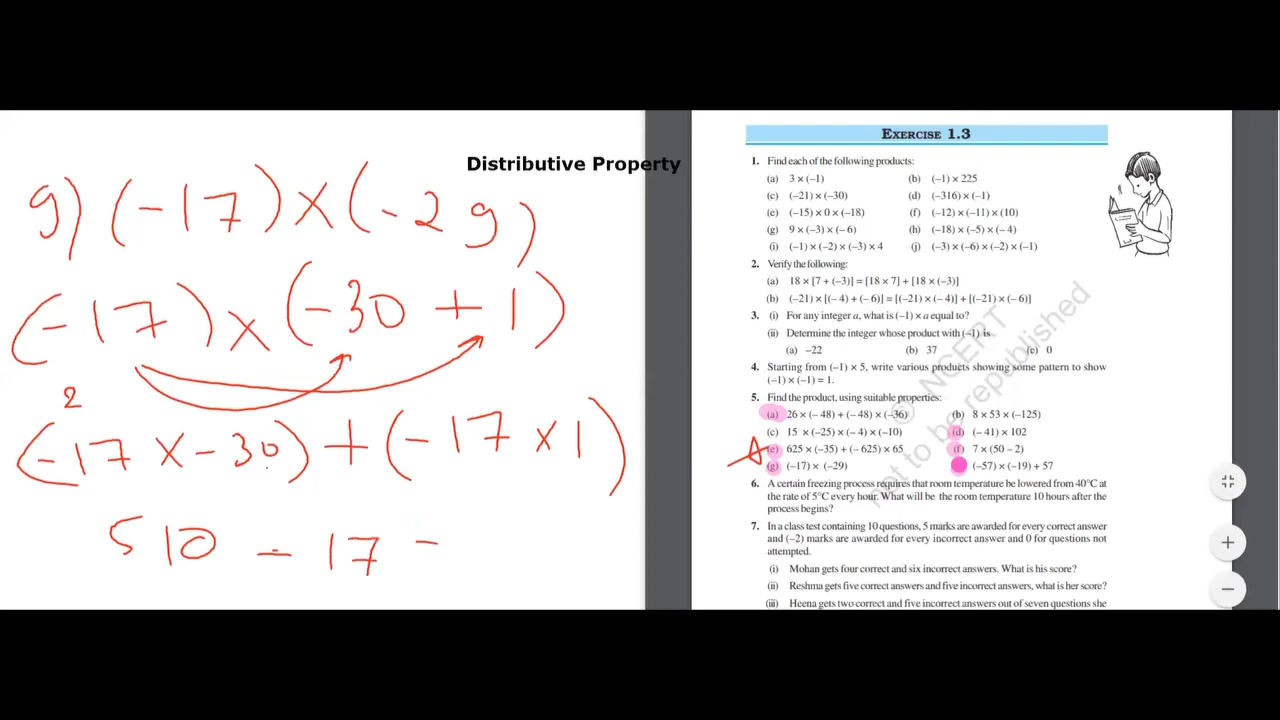 Distributive Property
g) (-17) × (-29)
(-17) × (-30 + 1)
2
(-17 × -30) + (-17 × 1)
510 - 17 =
EXERCISE 1.3
1. Find each of the following products:
(a) 3 × (–1) (b) (–1) × 225
(c) (–21) × (–30) (d) (–316) × (–1)
(e) (–15) × 0 × (–18) (f) (–12) × (–11) × (10)
(g) 9 × (–3) × (– 6) (h) (–18) × (–5) × (– 4)
(i) (–1) × (–2) × (–3) × 4 (j) (–3) × (–6) × (–2) × (–1)
2. Verify the following:
(a) 18 × [7 + (–3)] = [18 × 7] + [18 × (–3)]
(b) (–21) × [(– 4) + (– 6)] = [(–21) × (– 4)] + [(–21) × (– 6)]
3. (i) For any integer a, what is (–1) × a equal to?
(ii) Determine the integer whose product with (–1) is
(a) –22 (b) 37 (c) 0
4. Starting from (–1) × 5, write various products showing some pattern to show
(–1) × (–1) = 1.
5. Find the product, using suitable properties:
(a) 26 × (– 48) + (– 48) × (–36) (b) 8 × 53 × (–125)
(c) 15 × (–25) × (– 4) × (–10) (d) (– 41) × 102
(e) 625 × (–35) + (– 625) × 65 (f) 7 × (50 – 2)
(g) (–17) × (–29) (–57) × (–19) + 57
6. A certain freezing process requires that room temperature be lowered from 40°C at
the rate of 5°C every hour. What will be the room temperature 10 hours after the
process begins?
7. In a class test containing 10 questions, 5 marks are awarded for every correct answer
and (–2) marks are awarded for every incorrect answer and 0 for questions not
attempted.
(i) Mohan gets four correct and six incorrect answers. What is his score?
(ii) Reshma gets five correct answers and five incorrect answers, what is her score?
(iii) Heena gets two correct and five incorrect answers out of seven questions she
© NCERT
not to be republished